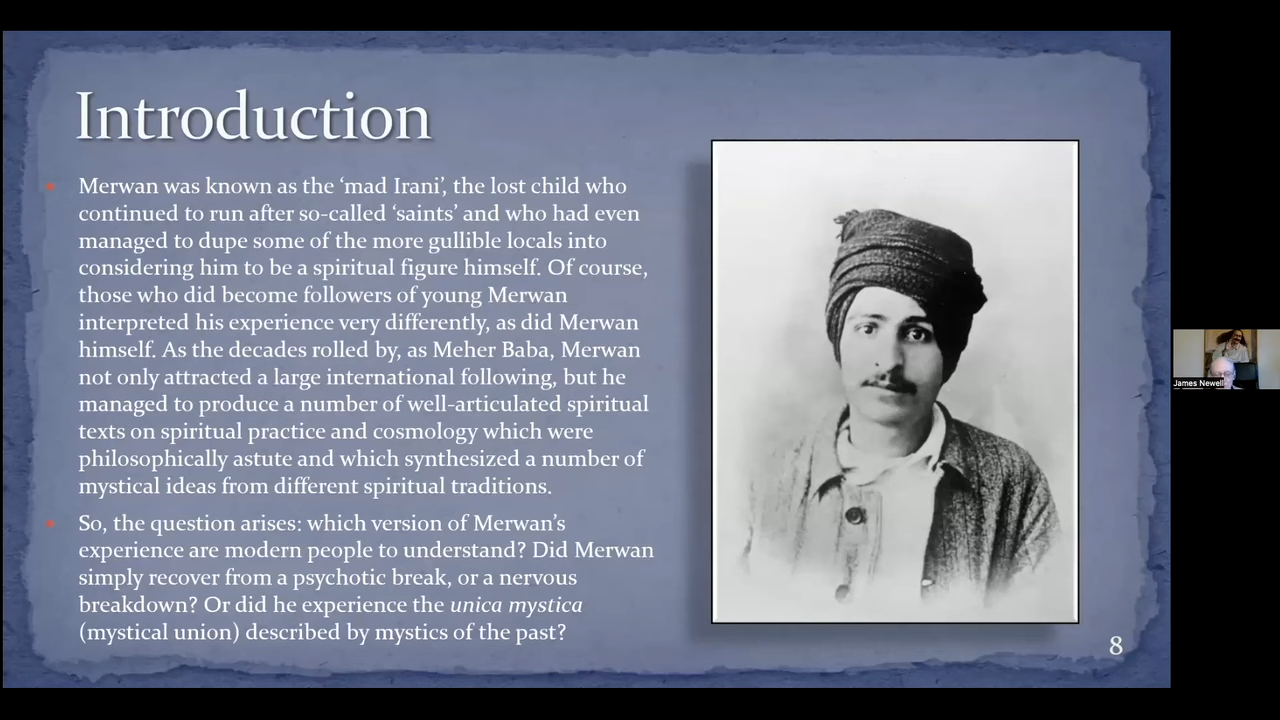 Introduction
Merwan was known as the ‘mad Irani’, the lost child who
continued to run after so-called ‘saints’ and who had even
managed to dupe some of the more gullible locals into
considering him to be a spiritual figure himself. Of course,
those who did become followers of young Merwan
interpreted his experience very differently, as did Merwan
himself. As the decades rolled by, as Meher Baba, Merwan
not only attracted a large international following, but he
managed to produce a number of well-articulated spiritual
texts on spiritual practice and cosmology which were
philosophically astute and which synthesized a number of
mystical ideas from different spiritual traditions.
So, the question arises: which version of Merwan’s
experience are modern people to understand? Did Merwan
simply recover from a psychotic break, or a nervous
breakdown? Or did he experience the unica mystica
(mystical union) described by mystics of the past?
8
James Newell